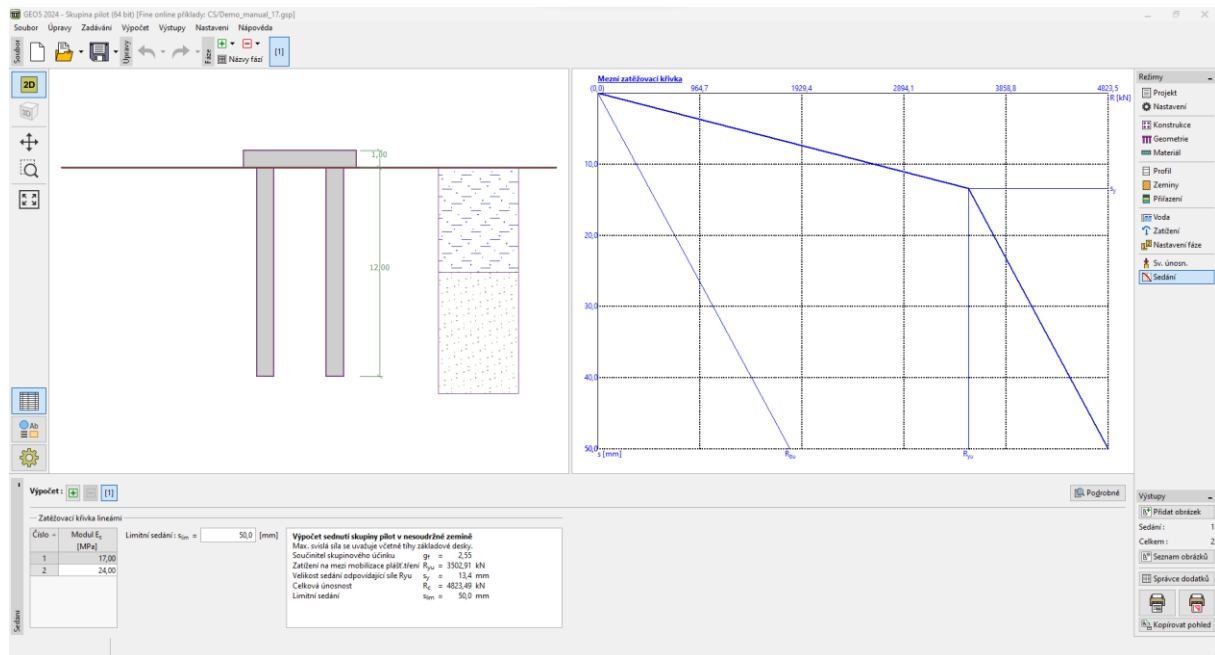 GEO5 2024 - Skupina pilot (64 bit) [Fine online příklady: CS/Demo_manual_17.gsp]
Soubor Úpravy Zadávání Výpočet Výstupy Nastavení Nápověda
Soubor
Úpravy
Fáze
Názvy fází
[1]
2D
3D
1,00
12,00
Mezní zatěžovací křivka
(0,0) 964,7 1929,4 2894,1 3858,8 4823,5
R [kN]
10,0
20,0
30,0
40,0
50,0
s [mm]
sy
Rbu
Ryu
Režimy
Projekt
Nastavení
Konstrukce
Geometrie
Materiál
Profil
Zeminy
Přiřazení
Voda
Zatížení
Nastavení fáze
Sv. únosn.
Sedání
Ab
Výpočet : [1]
Podrobně
Zatěžovací křivka lineární
Číslo Modul Es
[MPa]
1 17,00
2 24,00
Limitní sedání : slim = 50,0 [mm]
Výpočet sednutí skupiny pilot v nesoudržné zemině
Max. svislá síla se uvažuje včetně tíhy základové desky.
Součinitel skupinového účinku gf = 2,55
Zatížení na mezi mobilizace plášť.tření Ryu = 3502,91 kN
Velikost sedání odpovídající síle Ryu sy = 13,4 mm
Celková únosnost Rc = 4823,49 kN
Limitní sedání slim = 50,0 mm
Sedání
Výstupy
Přidat obrázek
Sedání : 1
Celkem : 2
Seznam obrázků
Správce dodatků
Kopírovat pohled